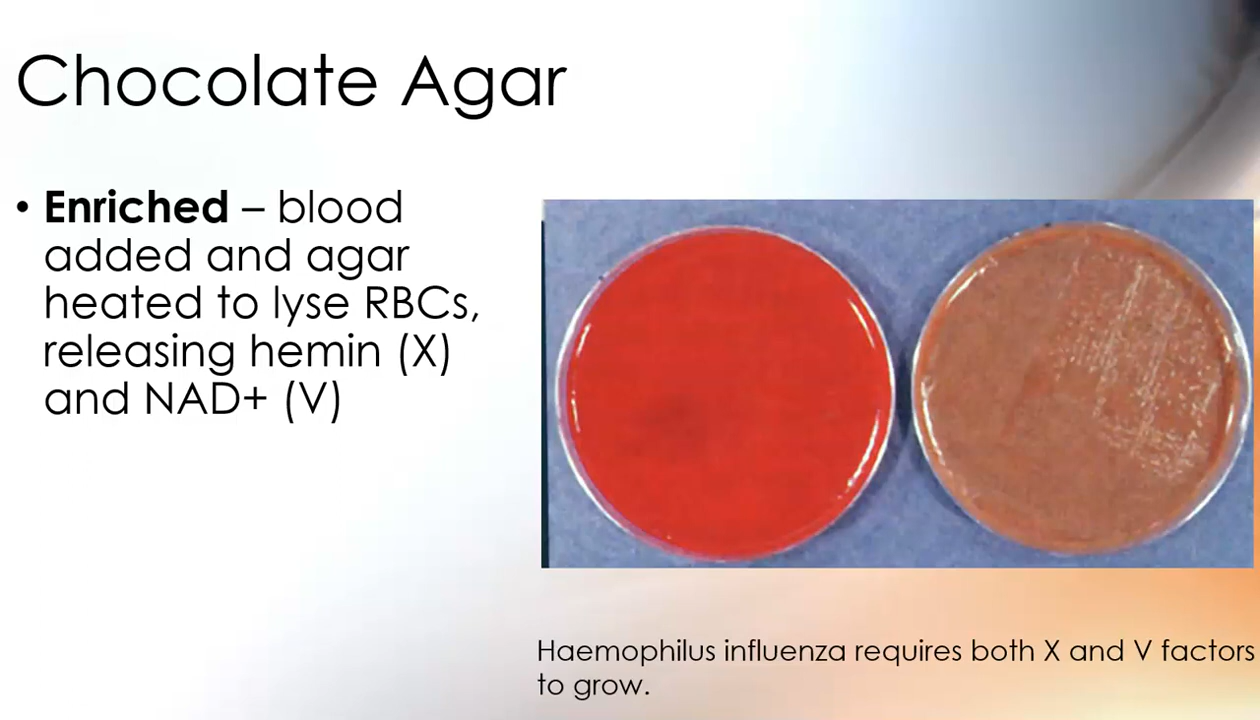 Chocolate Agar
• Enriched – blood
added and agar
heated to lyse RBCs,
releasing hemin (X)
and NAD+ (V)
Haemophilus influenza requires both X and V factors
to grow.